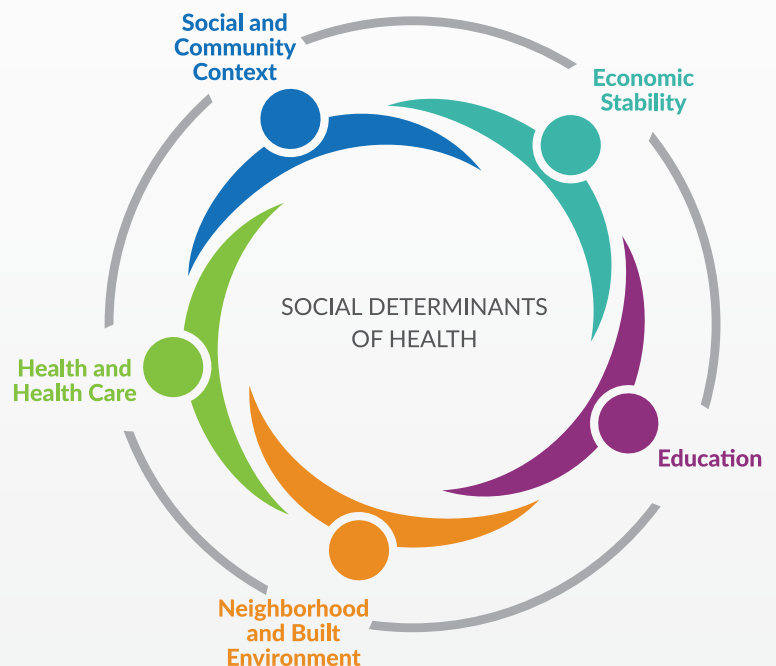 Social and
Community
Context
Economic
Stability
SOCIAL DETERMINANTS
OF HEALTH
Health and
Health Care
Education
Neighborhood
and Built
Environment